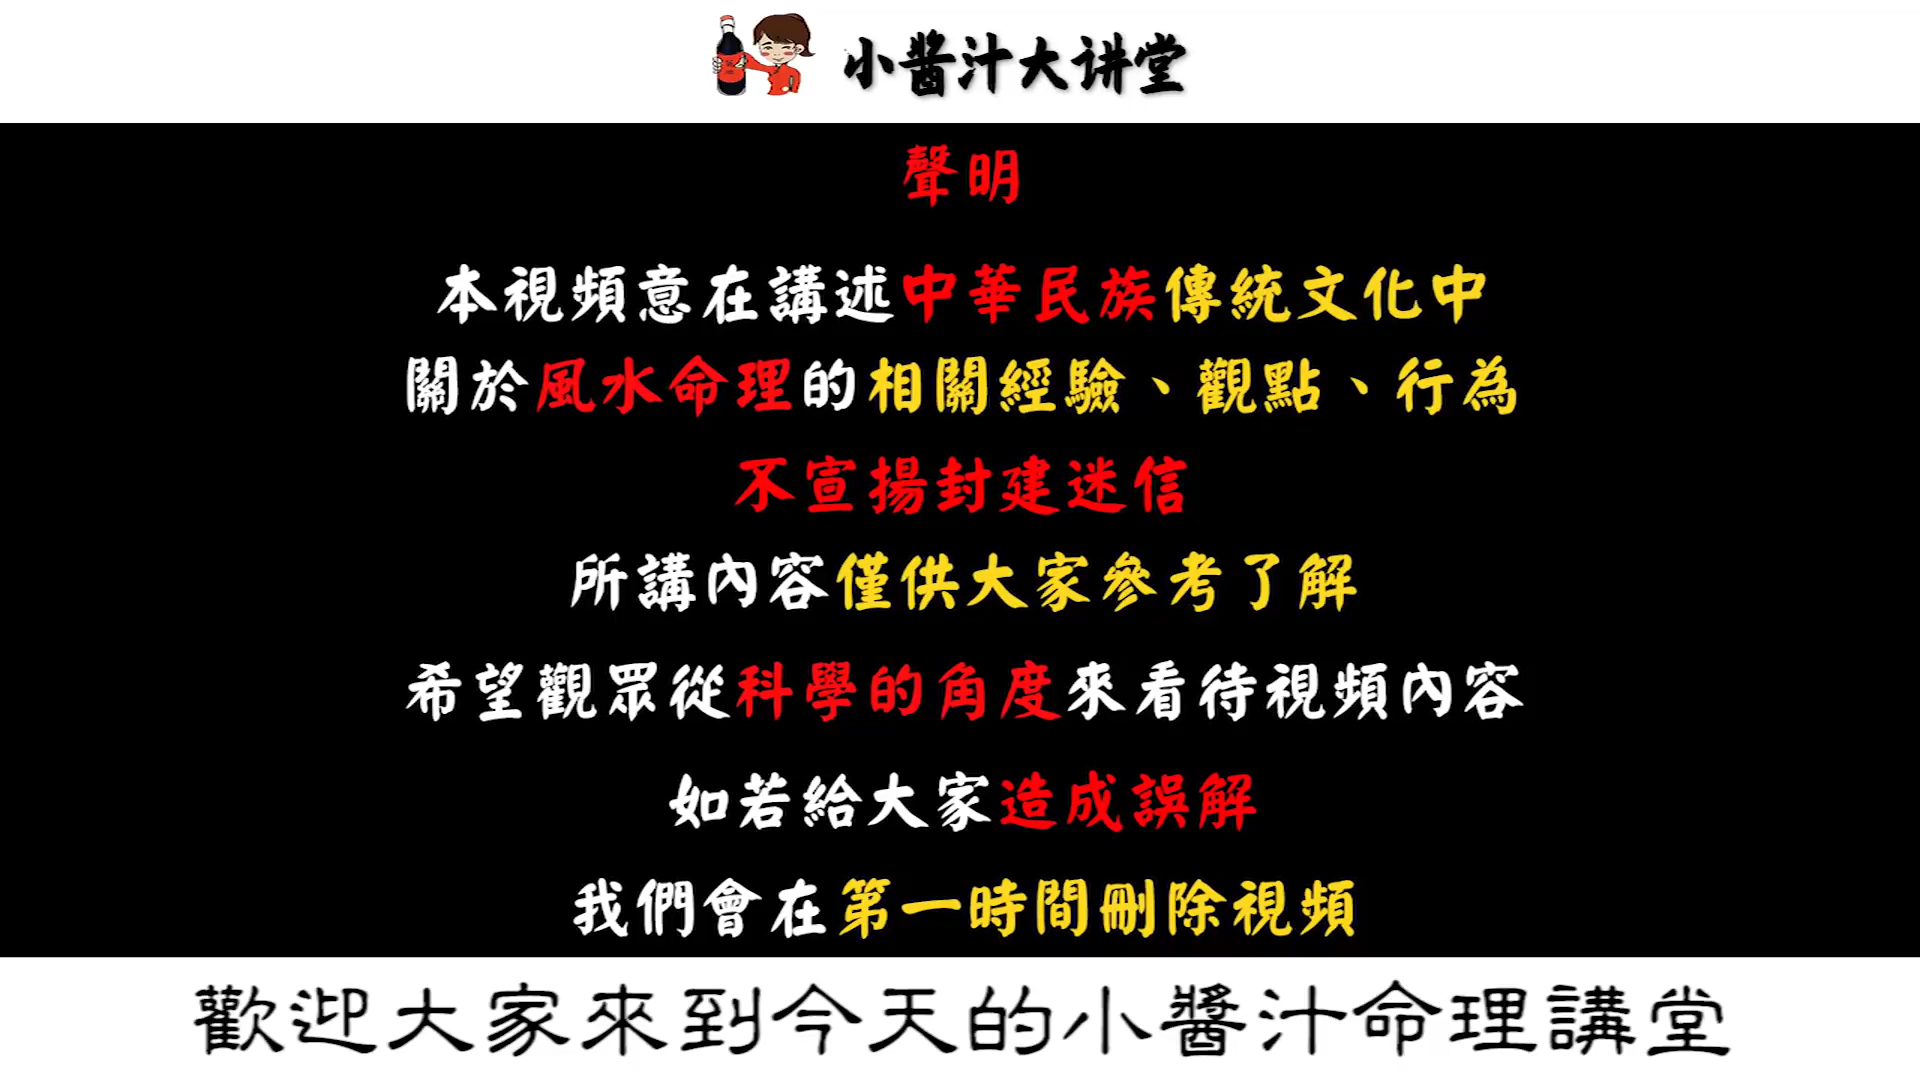 小酱汁大讲堂
聲明
本視頻意在講述中華民族傳統文化中
關於風水命理的相關經驗、觀點、行為
不宣揚封建迷信
所講內容僅供大家參考了解
希望觀眾從科學的角度來看待視頻內容
如若給大家造成誤解
我們會在第一時間刪除視頻
歡迎大家來到今天的小醬汁命理講堂